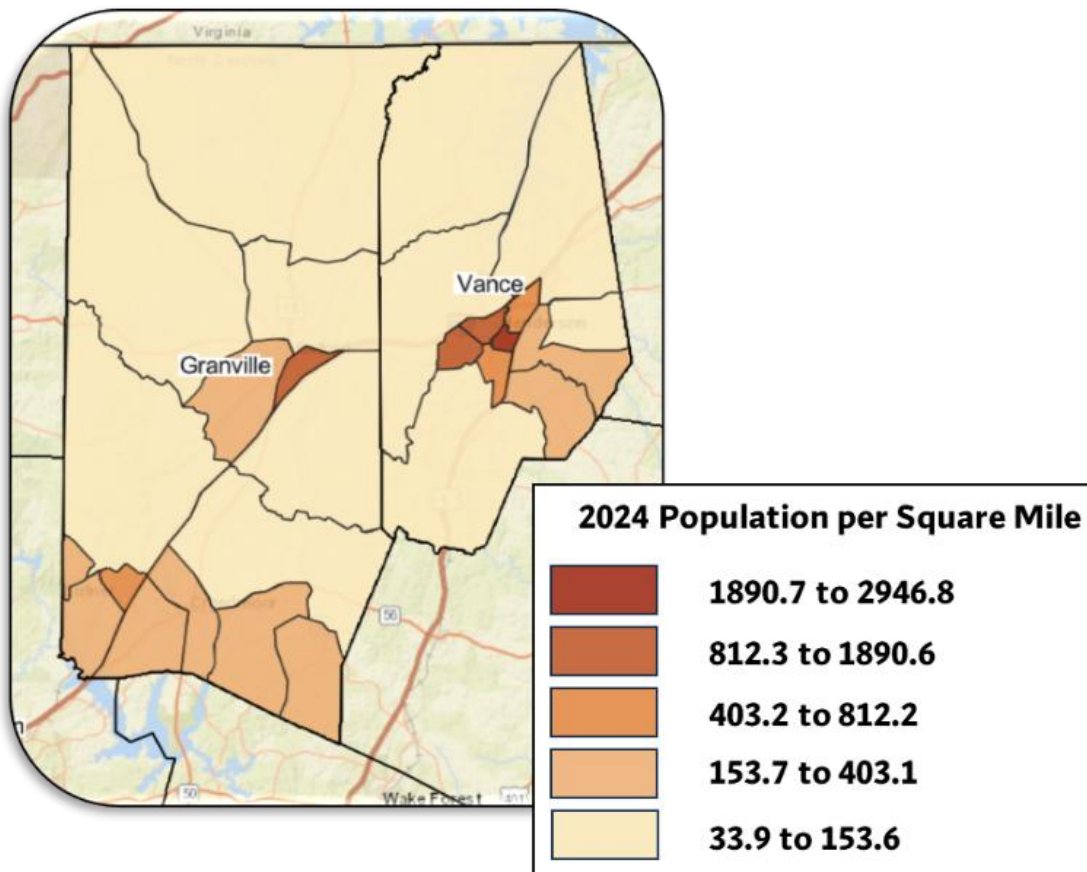 Virginia
Vance
Granville
56
50
Wake Forest
401
2024 Population per Square Mile
1890.7 to 2946.8
812.3 to 1890.6
403.2 to 812.2
153.7 to 403.1
33.9 to 153.6